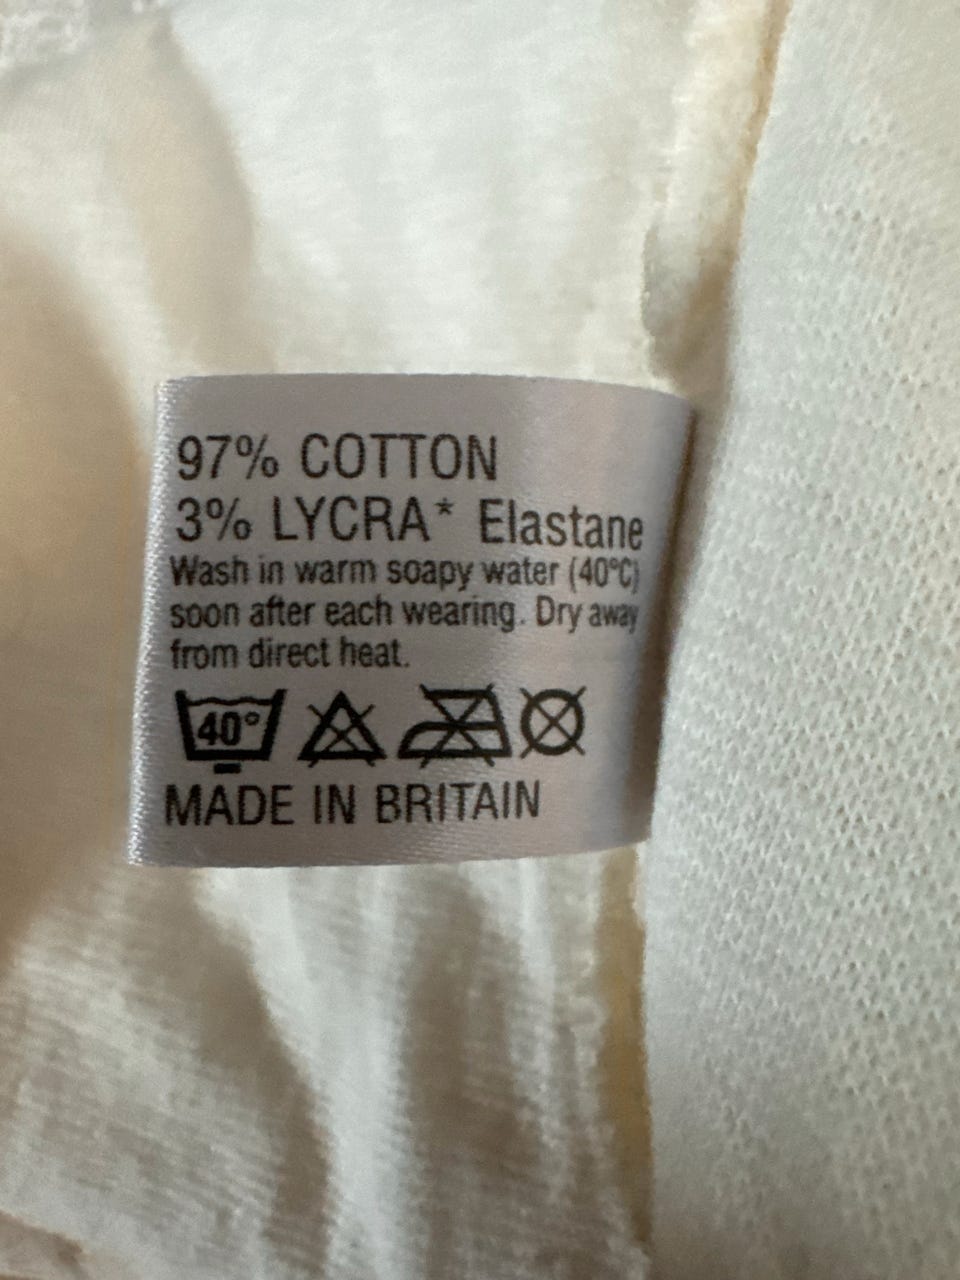 97% COTTON
3% LYCRA* Elastane
Wash in warm soapy water (40°C)
soon after each wearing. Dry away
from direct heat.
40°
MADE IN BRITAIN